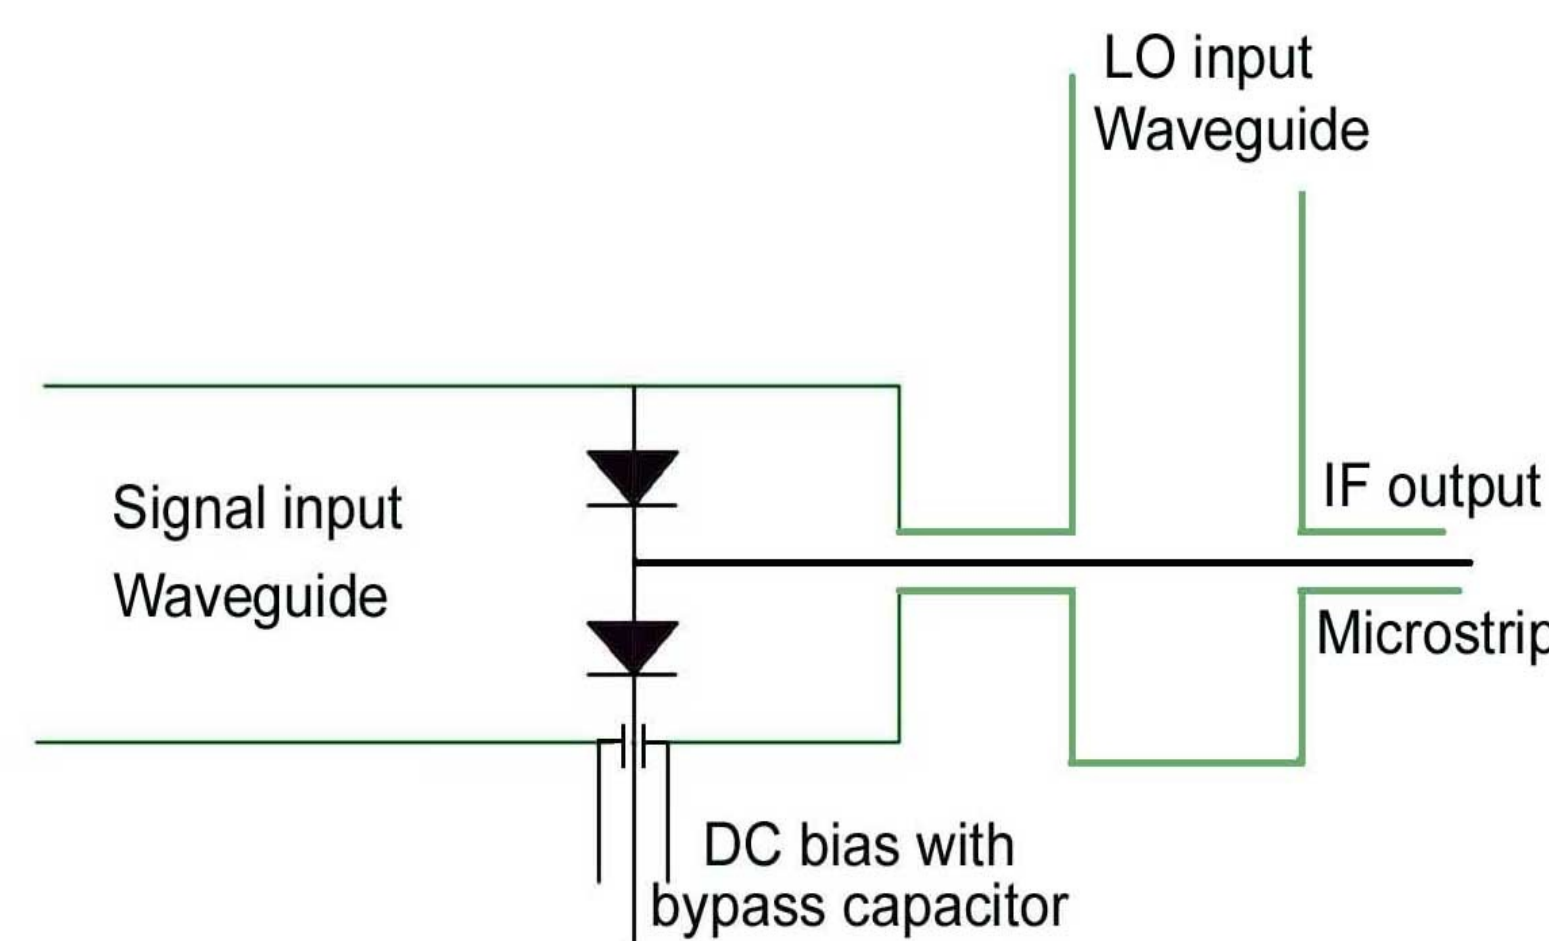 LO input
Waveguide
Signal input
Waveguide
IF output
Microstrip
DC bias with
bypass capacitor